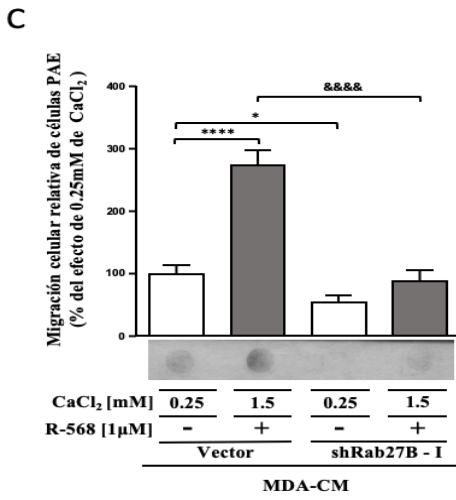 C
Migración celular relativa de células PAE
(% del efecto de 0.25mM de CaCl₂)
400
300
200
100
0
&&&&
*
****
CaCl₂ [mM] 0.25 1.5 0.25 1.5
R-568 [1µM] - + - +
Vector shRab27B - I
MDA-CM